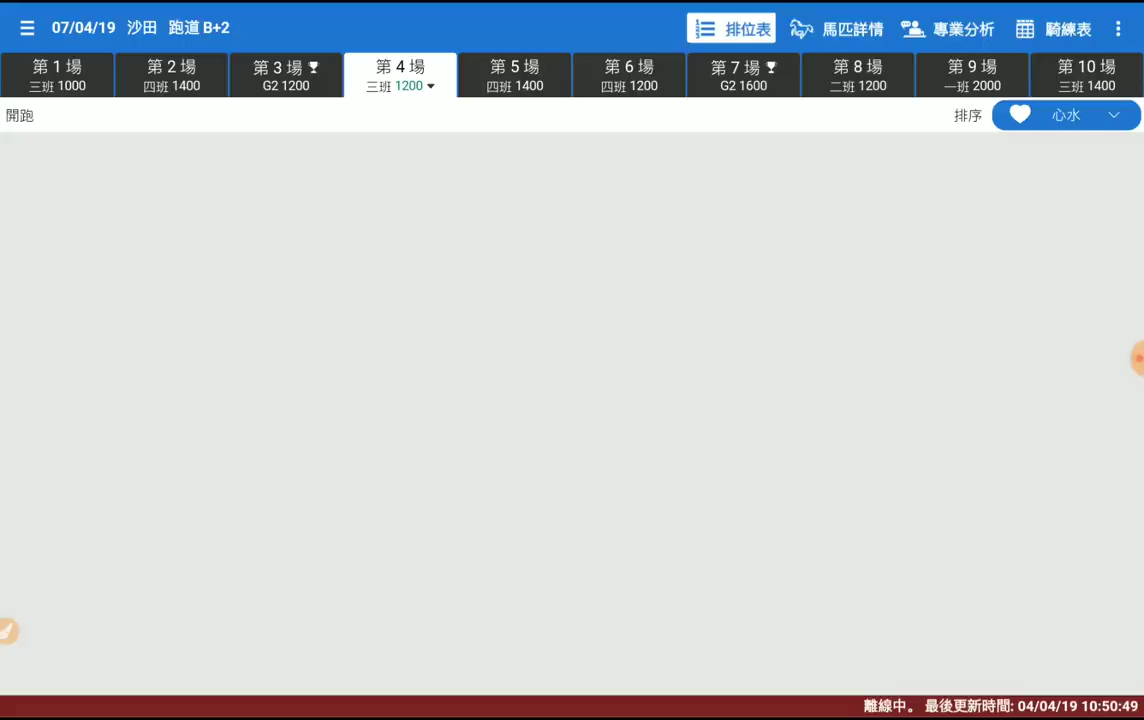 07/04/19 沙田 跑道 B+2 排位表 馬匹詳情 專業分析 騎練表
第 1 場 第 2 場 第 3 場 第 4 場 第 5 場 第 6 場 第 7 場 第 8 場 第 9 場 第 10 場
三班 1000 四班 1400 G2 1200 三班 1200 四班 1400 四班 1200 G2 1600 二班 1200 一班 2000 三班 1400
開跑 排序 心水
離線中。 最後更新時間: 04/04/19 10:50:49